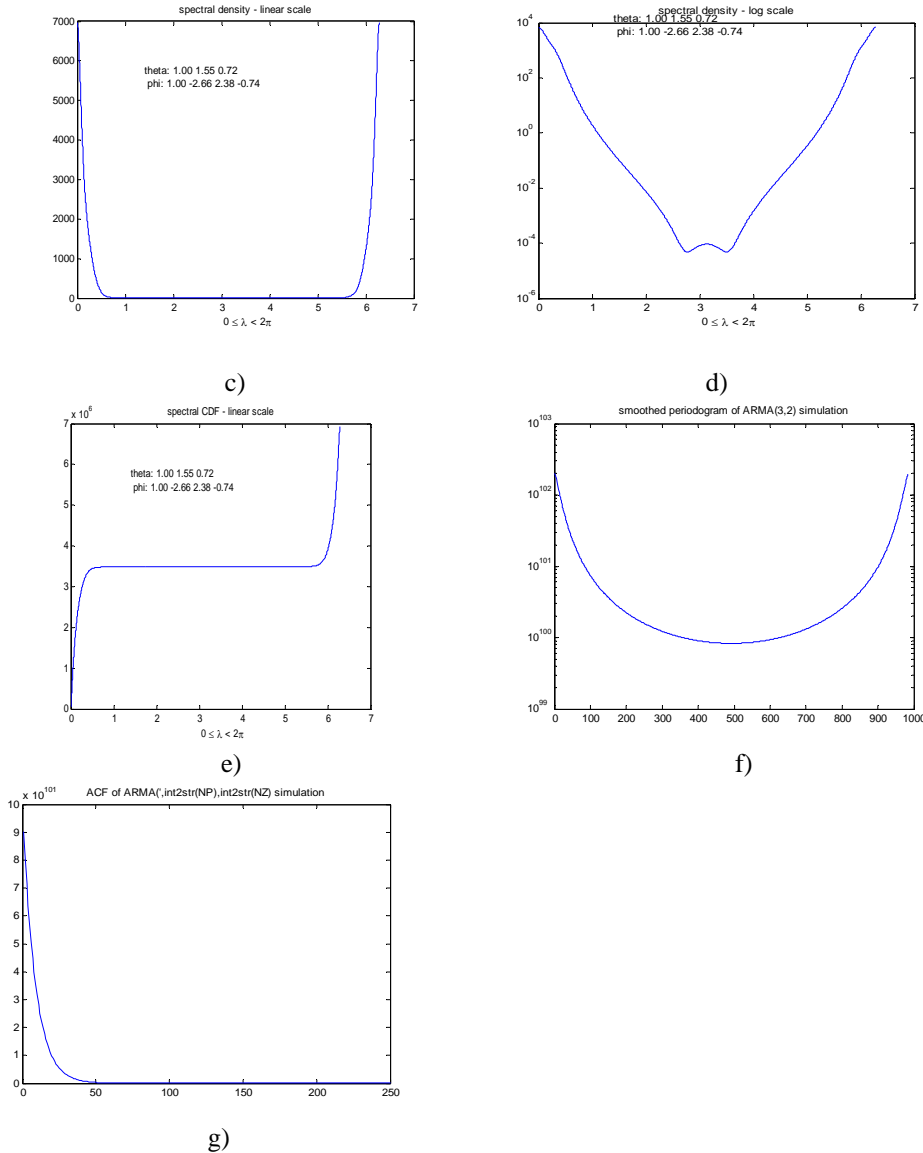 spectral density - linear scale
7000
6000
5000
4000
3000
2000
1000
0
theta: 1.00 1.55 0.72
phi: 1.00 -2.66 2.38 -0.74
0 1 2 3 4 5 6 7
0 ≤ λ < 2π
c)
spectral density - log scale
theta: 1.00 1.55 0.72
phi: 1.00 -2.66 2.38 -0.74
10^4
10^2
10^0
10^-2
10^-4
10^-6
0 1 2 3 4 5 6 7
0 ≤ λ < 2π
d)
spectral CDF - linear scale
x 10^6
7
6
5
4
3
2
1
0
theta: 1.00 1.55 0.72
phi: 1.00 -2.66 2.38 -0.74
0 1 2 3 4 5 6 7
0 ≤ λ < 2π
e)
smoothed periodogram of ARMA(3,2) simulation
10^103
10^102
10^101
10^100
10^99
0 100 200 300 400 500 600 700 800 900 1000
f)
ACF of ARMA(',int2str(NP),int2str(NZ) simulation
x 10^101
10
9
8
7
6
5
4
3
2
1
0
0 50 100 150 200 250
g)